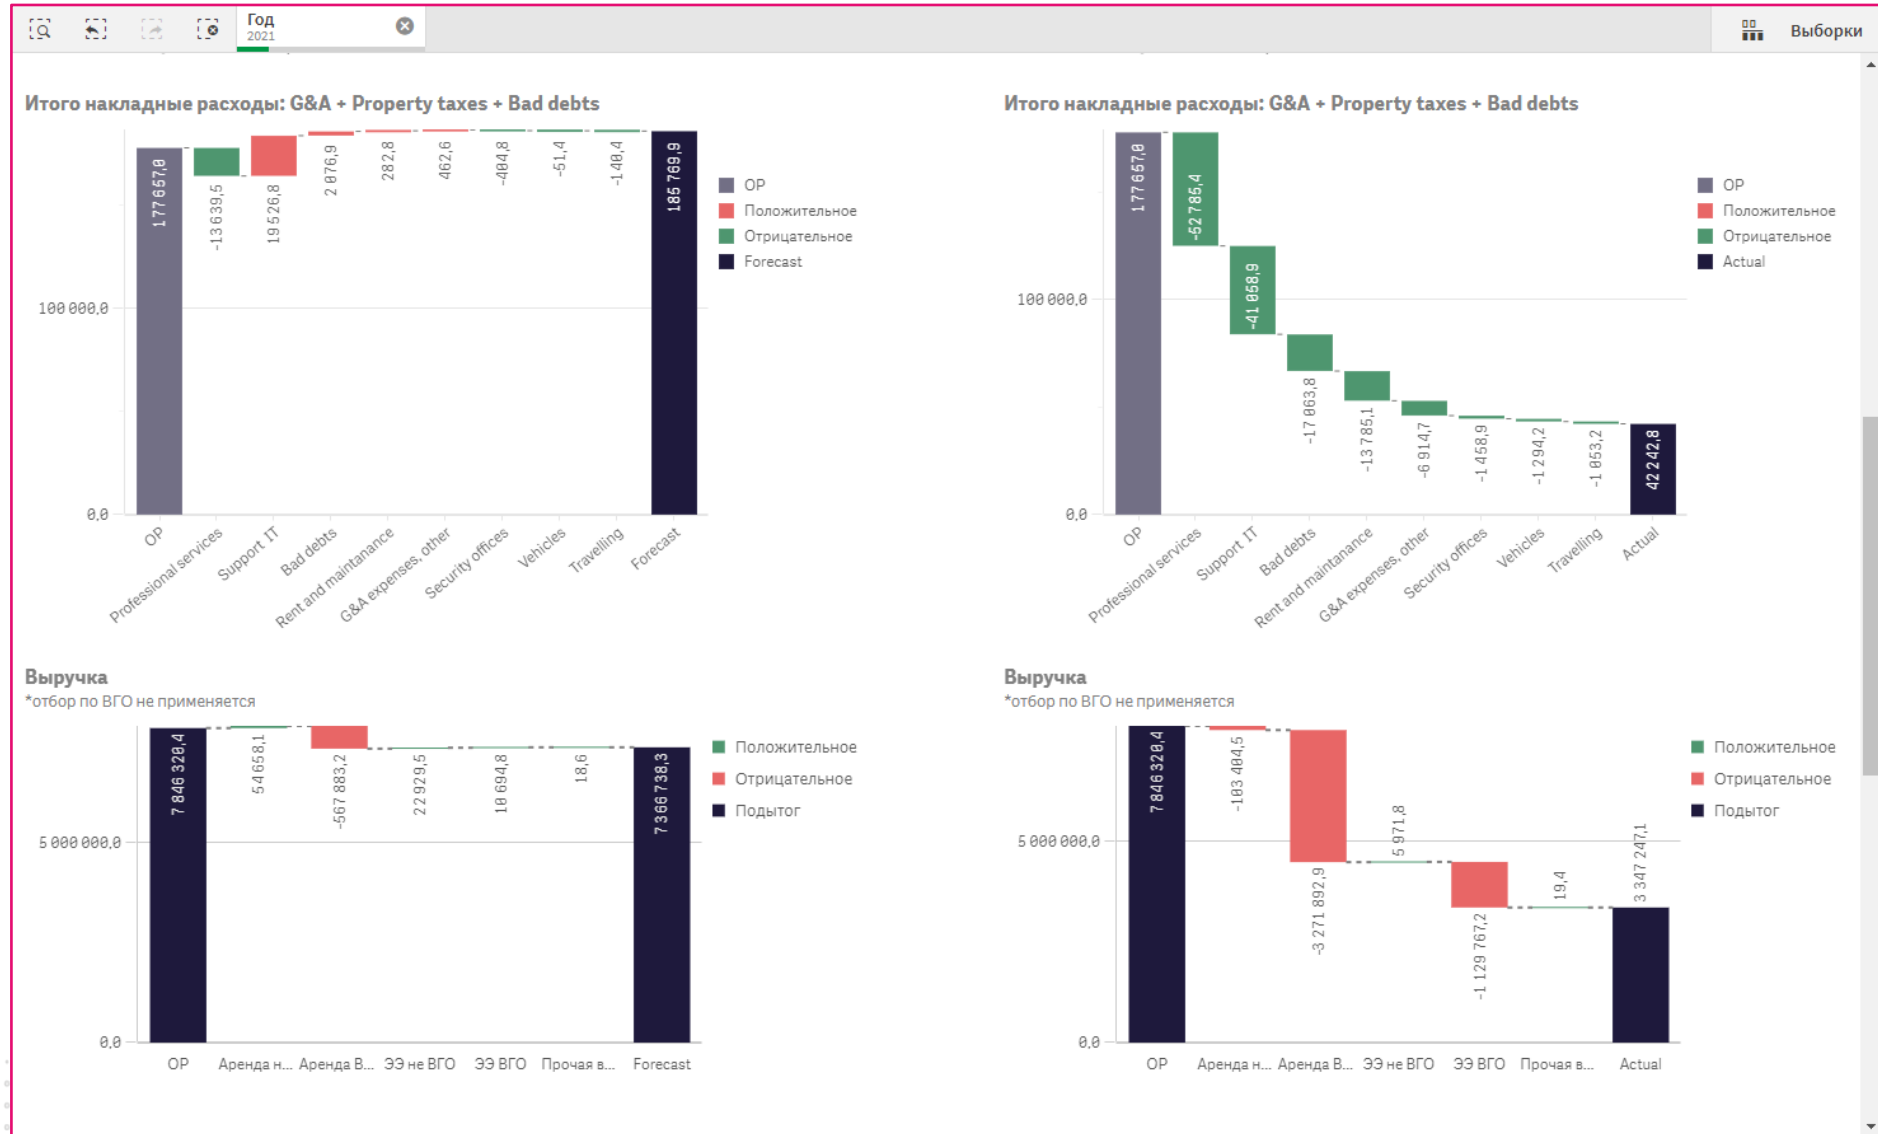 Год
2021
Выборки
Итого накладные расходы: G&A + Property taxes + Bad debts
177 657,0
-13 639,5
19 526,8
2 076,9
282,8
462,6
-404,8
-51,4
-140,4
185 769,9
100 000,0
0,0
OP
Professional services
Support IT
Bad debts
Rent and maintanance
G&A expenses, other
Security offices
Vehicles
Travelling
Forecast
OP
Положительное
Отрицательное
Forecast
Итого накладные расходы: G&A + Property taxes + Bad debts
177 657,0
-52 785,4
-41 058,9
-17 063,8
-13 785,1
-6 914,7
-1 458,9
-1 294,2
-1 053,2
42 242,8
100 000,0
0,0
OP
Professional services
Support IT
Bad debts
Rent and maintanance
G&A expenses, other
Security offices
Vehicles
Travelling
Actual
OP
Положительное
Отрицательное
Actual
Выручка
*отбор по ВГО не применяется
7 846 320,4
54 658,1
-567 883,2
22 929,5
10 694,8
18,6
7 366 738,3
5 000 000,0
0,0
OP
Аренда н...
Аренда В...
ЭЭ не ВГО
ЭЭ ВГО
Прочая в...
Forecast
Положительное
Отрицательное
Подытог
Выручка
*отбор по ВГО не применяется
7 846 320,4
-103 404,5
-3 271 892,9
5 971,8
-1 129 767,2
19,4
3 347 247,1
5 000 000,0
0,0
OP
Аренда н...
Аренда В...
ЭЭ не ВГО
ЭЭ ВГО
Прочая в...
Actual
Положительное
Отрицательное
Подытог